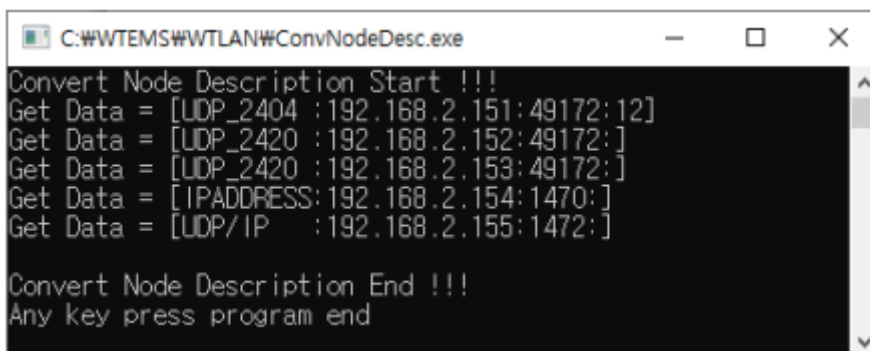 C:₩WTEMS₩WTLAN₩ConvNodeDesc.exe
Convert Node Description Start !!!
Get Data = [UDP_2404 :192.168.2.151:49172:12]
Get Data = [UDP_2420 :192.168.2.152:49172:]
Get Data = [UDP_2420 :192.168.2.153:49172:]
Get Data = [IPADDRESS:192.168.2.154:1470:]
Get Data = [UDP/IP   :192.168.2.155:1472:]
Convert Node Description End !!!
Any key press program end